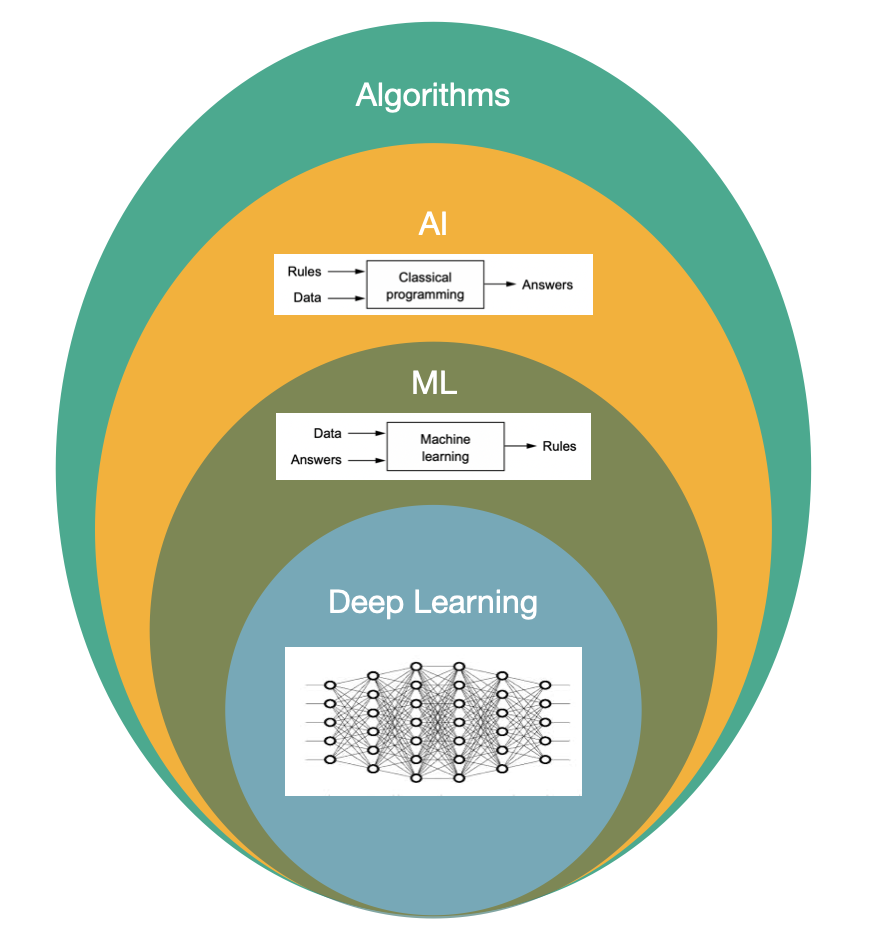 Algorithms
AI
Rules
Data
Classical
programming
Answers
ML
Data
Answers
Machine
learning
Rules
Deep Learning